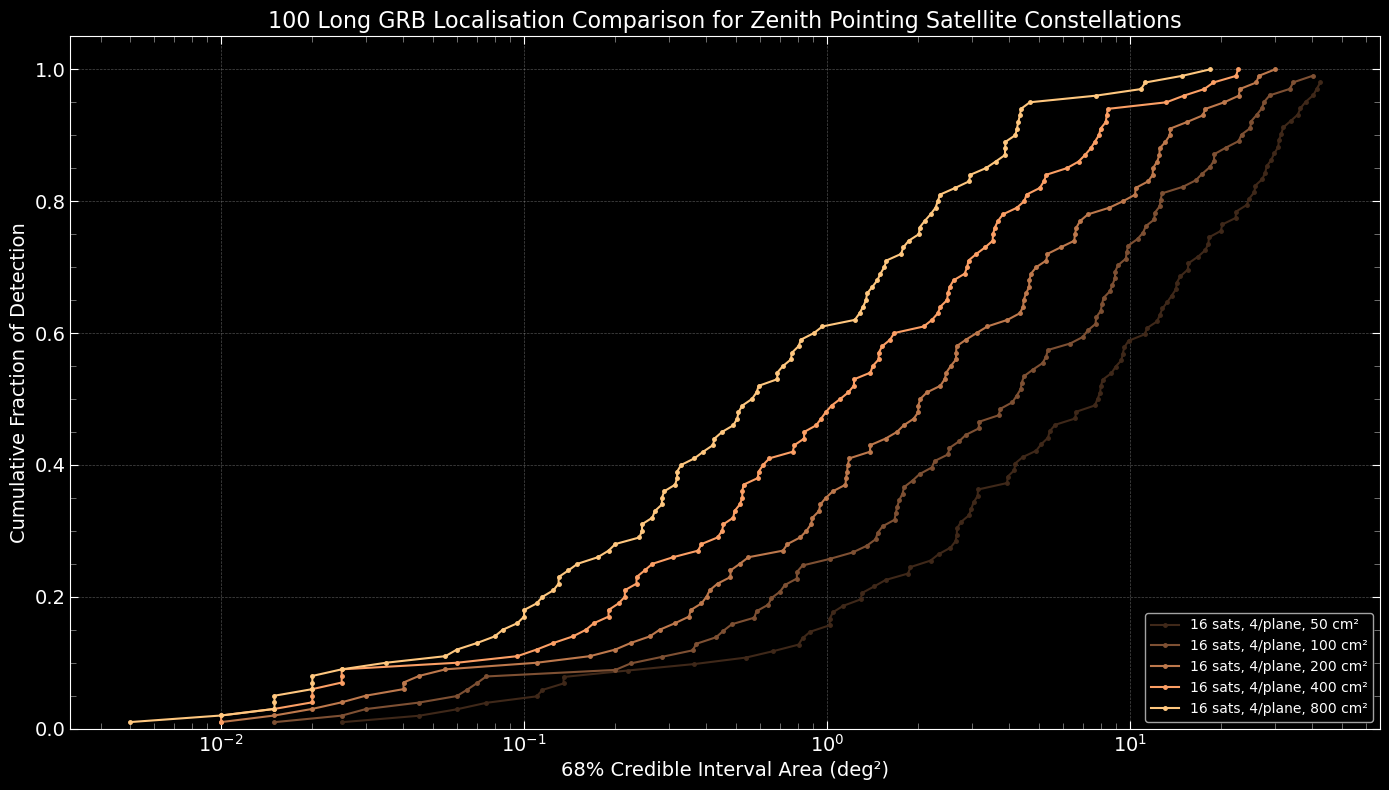 100 Long GRB Localisation Comparison for Zenith Pointing Satellite Constellations
Cumulative Fraction of Detection
1.0
0.8
0.6
0.4
0.2
0.0
10⁻²
10⁻¹
10⁰
10¹
68% Credible Interval Area (deg²)
16 sats, 4/plane, 50 cm²
16 sats, 4/plane, 100 cm²
16 sats, 4/plane, 200 cm²
16 sats, 4/plane, 400 cm²
16 sats, 4/plane, 800 cm²